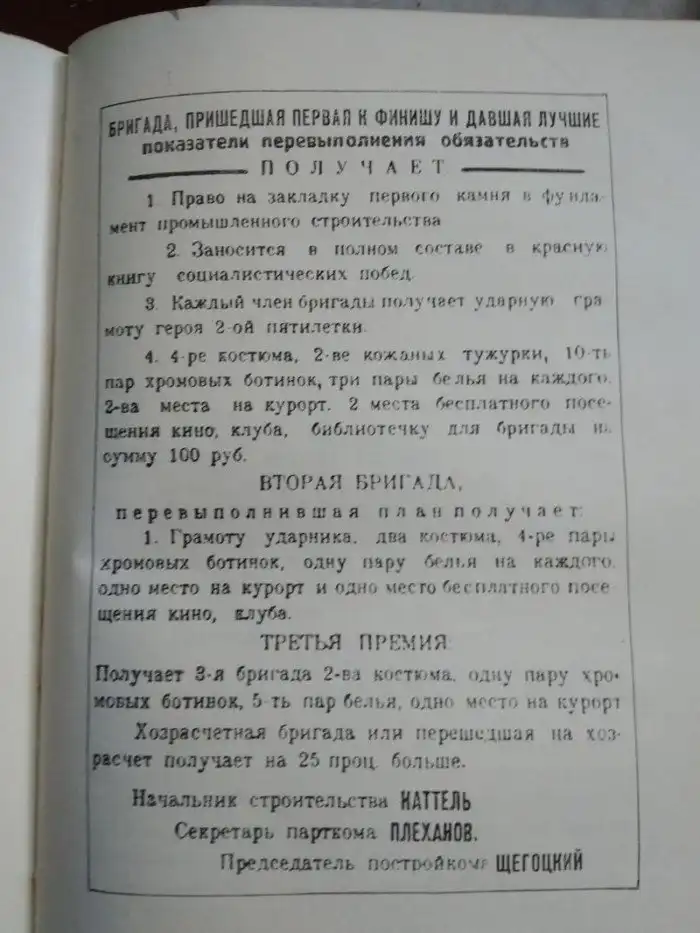 БРИГАДА, ПРИШЕДШАЯ ПЕРВАЯ К ФИНИШУ И ДАВШАЯ ЛУЧШИЕ
показатели перевыполнения обязательств
ПОЛУЧАЕТ
1 Право на закладку первого камня в фунда-
мент промышленного строительства
2. Заносится в полном составе в красную
книгу социалистических побед.
3. Каждый член бригады получает ударную гра
моту героя 2-ой пятилетки.
4. 4-ре костюма, 2-ве кожаных тужурки, 10-ть
пар хромовых ботинок, три пары белья на каждого.
2-ва места на курорт. 2 места бесплатного посе-
щения кино, клуба, библиотечку для бригады на
сумму 100 руб.
ВТОРАЯ БРИГАДА,
перевыполнившая план получает:
1. Грамоту ударника, два костюма, 4-ре пары
хромовых ботинок, одну пару белья на каждого,
одно место на курорт и одно место бесплатного посе
щения кино, клуба.
ТРЕТЬЯ ПРЕМИЯ
Получает 3-я бригада 2-ва костюма, одну пару хро-
мовых ботинок, 5-ть пар белья, одно место на курорт
Хозрасчетная бригада или перешедшая на хоз-
расчет получает на 25 проц. больше.
Начальник строительства НАТТЕЛЬ
Секретарь парткома ПЛЕХАНОВ.
Председатель постройкома ЩЕГОЦКИЙ